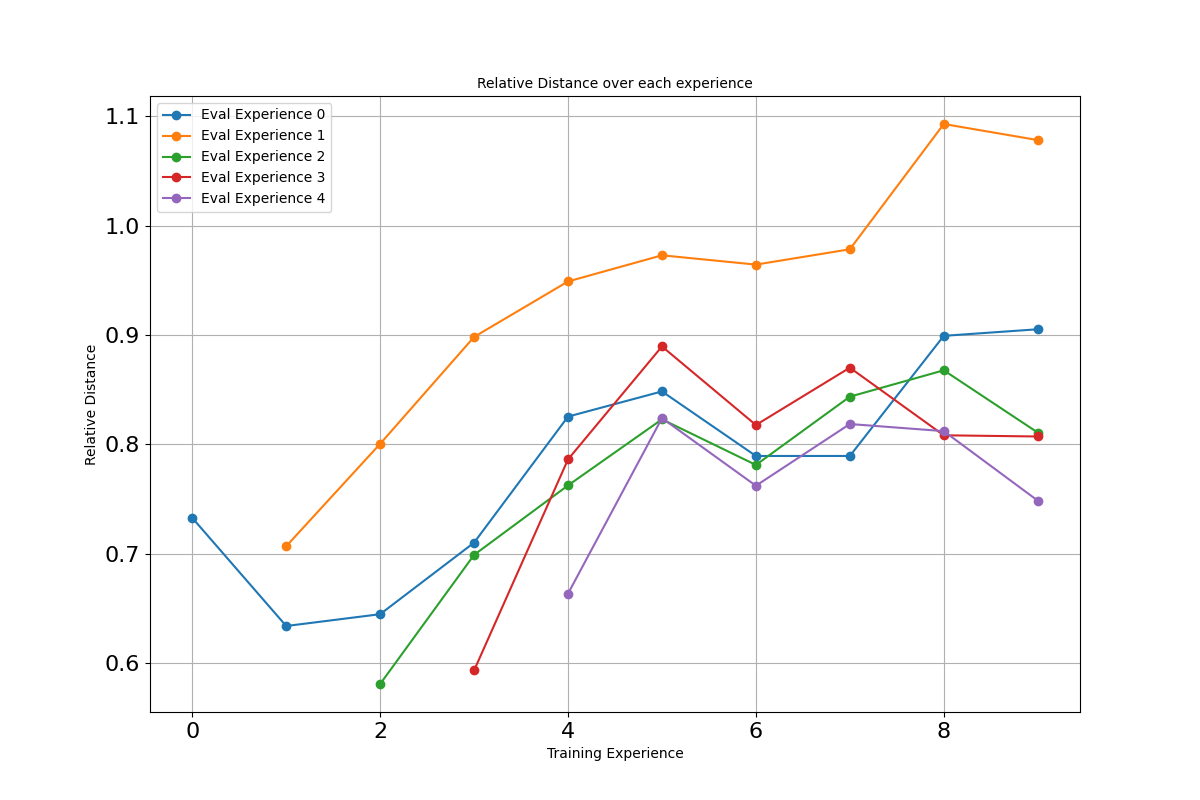 Relative Distance over each experience
Eval Experience 0
Eval Experience 1
Eval Experience 2
Eval Experience 3
Eval Experience 4
1.1
1.0
0.9
0.8
0.7
0.6
Relative Distance
0 2 4 6 8
Training Experience